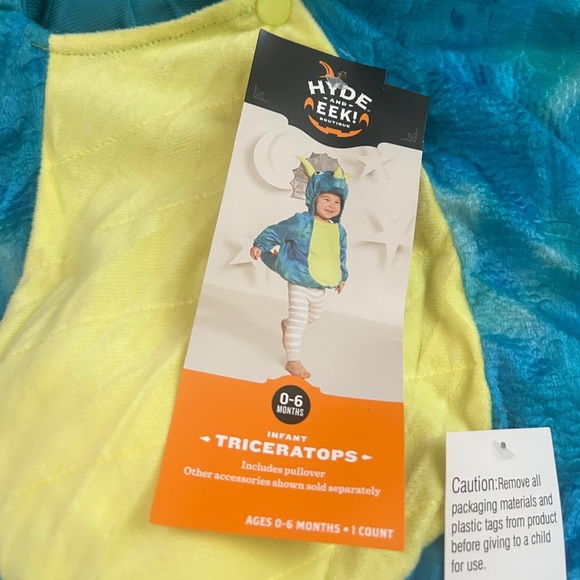 HYDE
AND
EEK!
BOUTIQUE
0-6
MONTHS
INFANT
TRICERATOPS
Includes pullover
Other accessories shown sold separately
AGES 0-6 MONTHS • 1 COUNT
Caution:Remove all
packaging materials and
plastic tags from product
before giving to a child
for use.